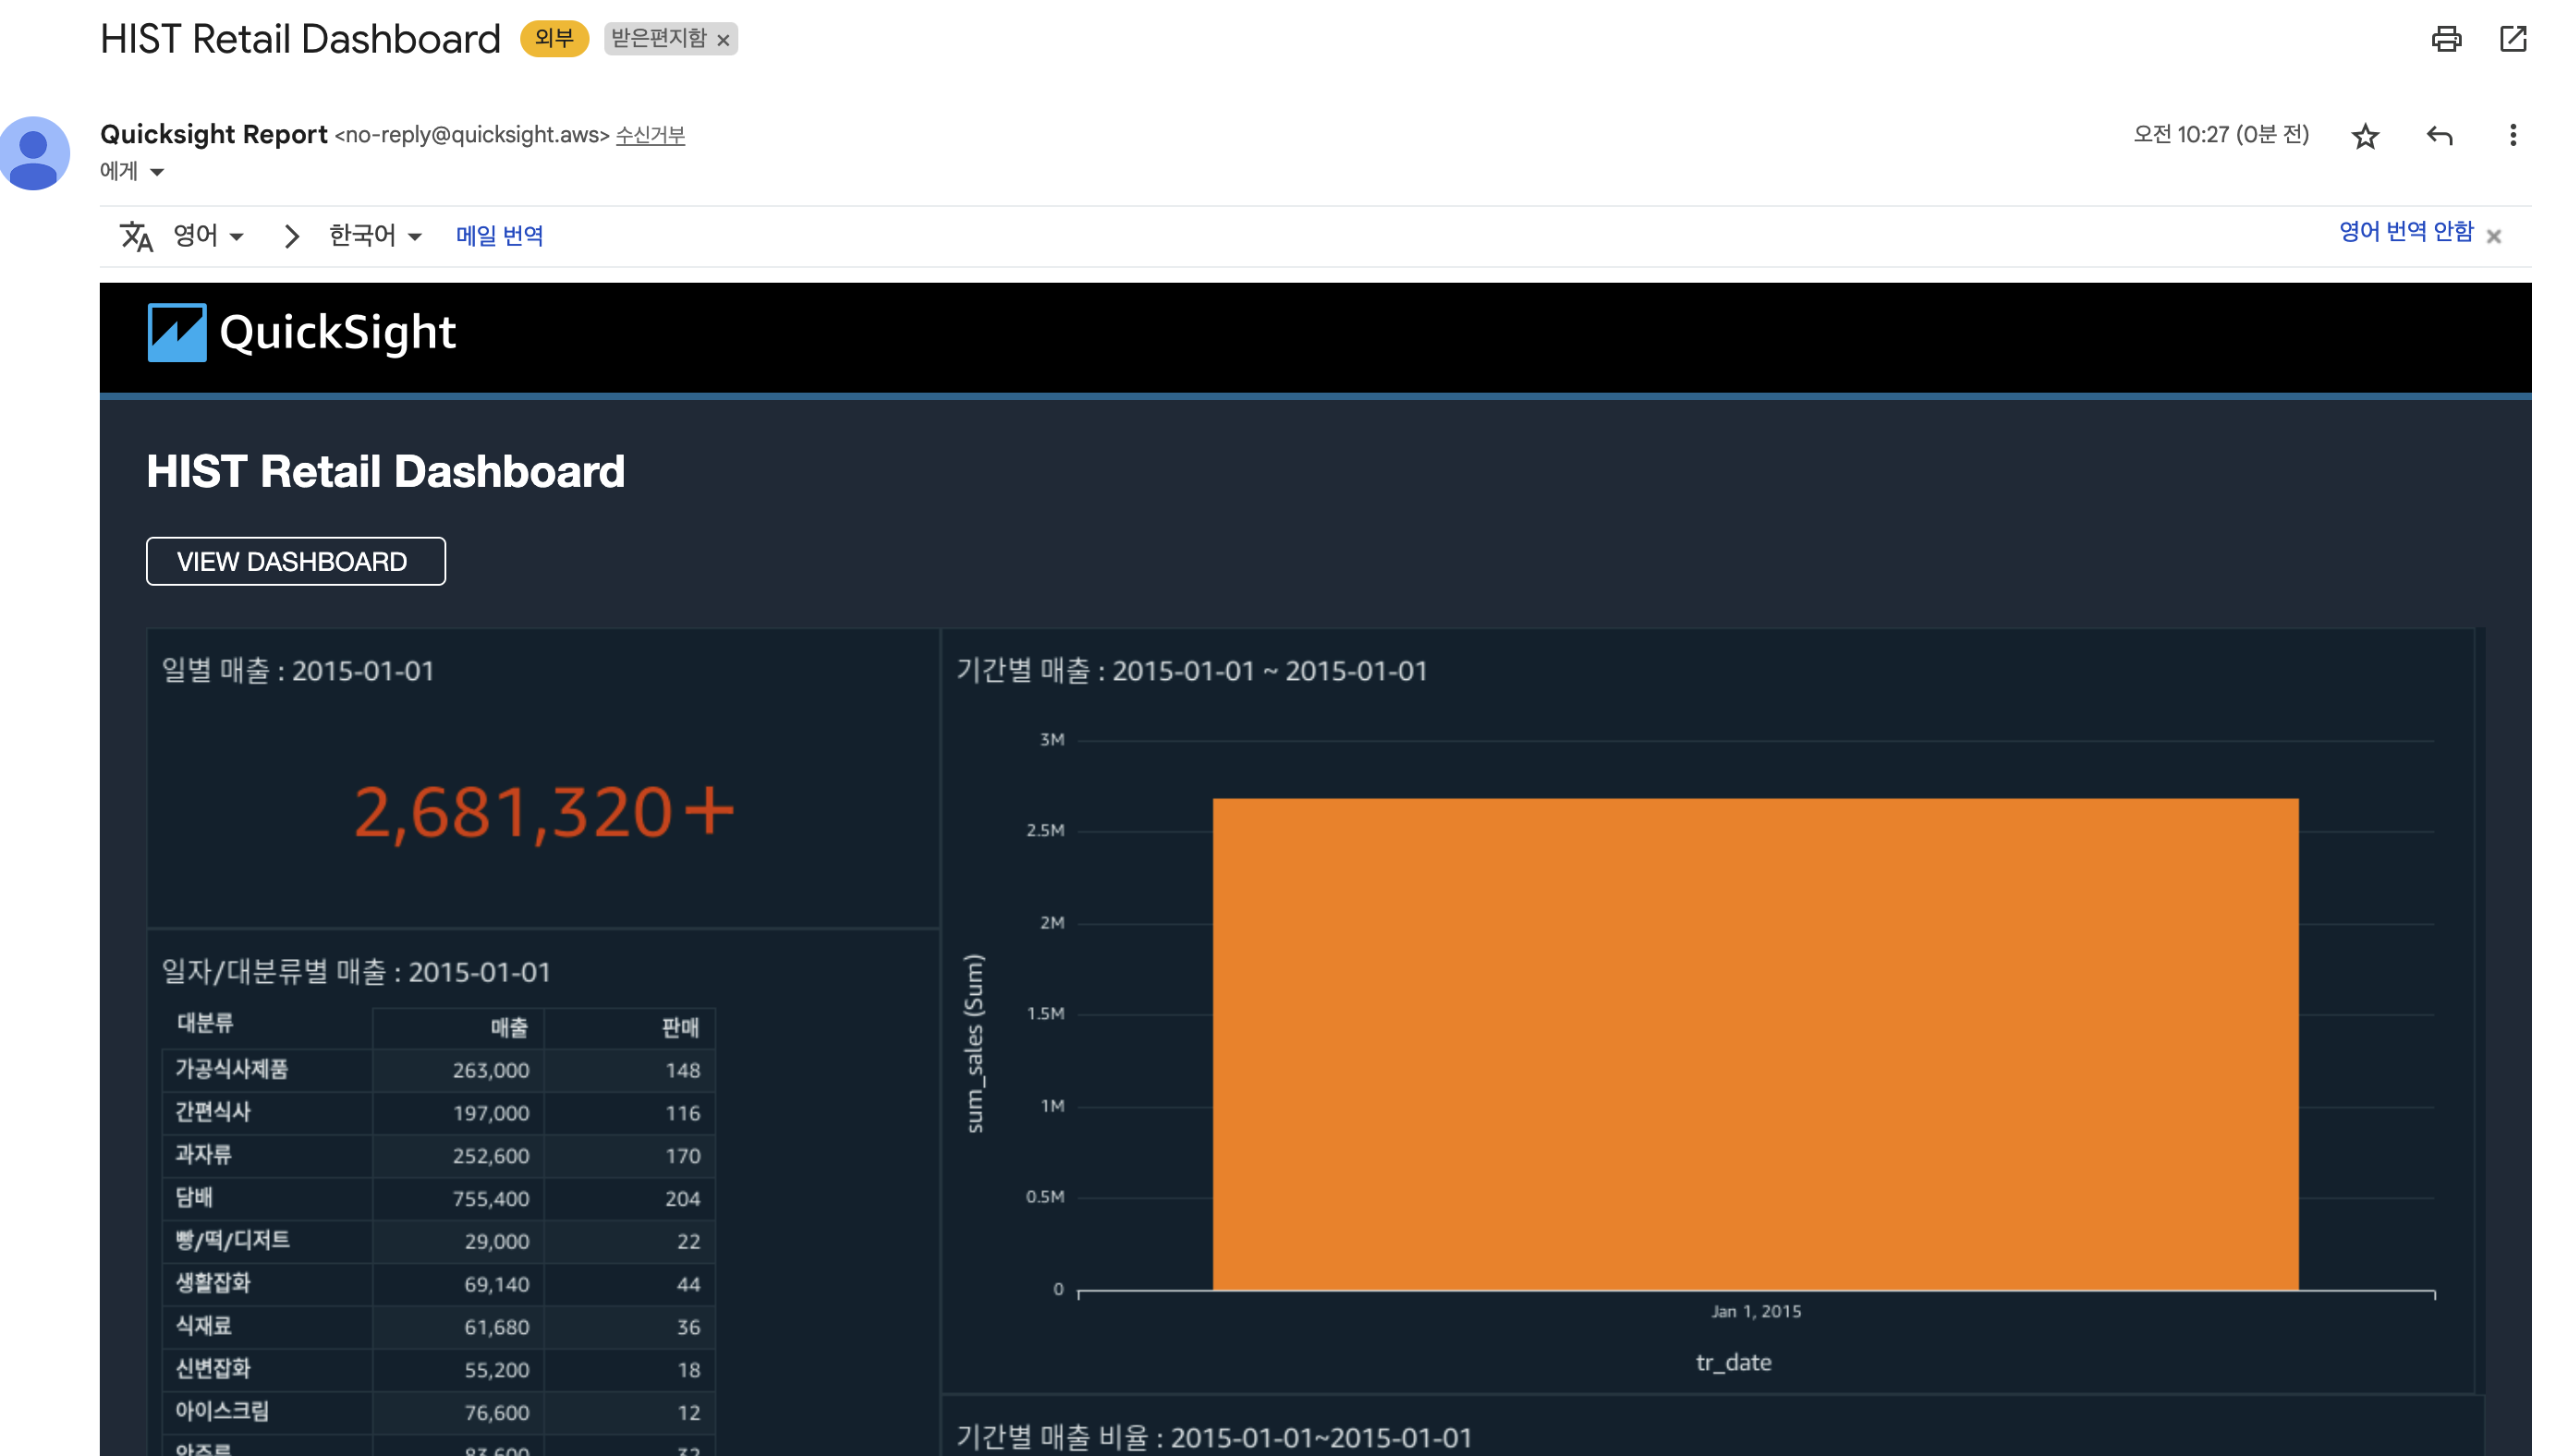 HIST Retail Dashboard 외부 받은편지함 ×
Quicksight Report <no-reply@quicksight.aws> 수신거부
오전 10:27 (0분 전)
에게
영어 한국어 메일 번역
영어 번역 안함 ×
QuickSight
HIST Retail Dashboard
VIEW DASHBOARD
일별 매출 : 2015-01-01
2,681,320+
일자/대분류별 매출 : 2015-01-01
대분류 매출 판매
가공식사제품 263,000 148
간편식사 197,000 116
과자류 252,600 170
담배 755,400 204
빵/떡/디저트 29,000 22
생활잡화 69,140 44
식재료 61,680 36
신변잡화 55,200 18
아이스크림 76,600 12
기간별 매출 : 2015-01-01 ~ 2015-01-01
3M
2.5M
2M
1.5M
1M
0.5M
0
sum_sales (Sum)
Jan 1, 2015
tr_date
기간별 매출 비율 : 2015-01-01~2015-01-01